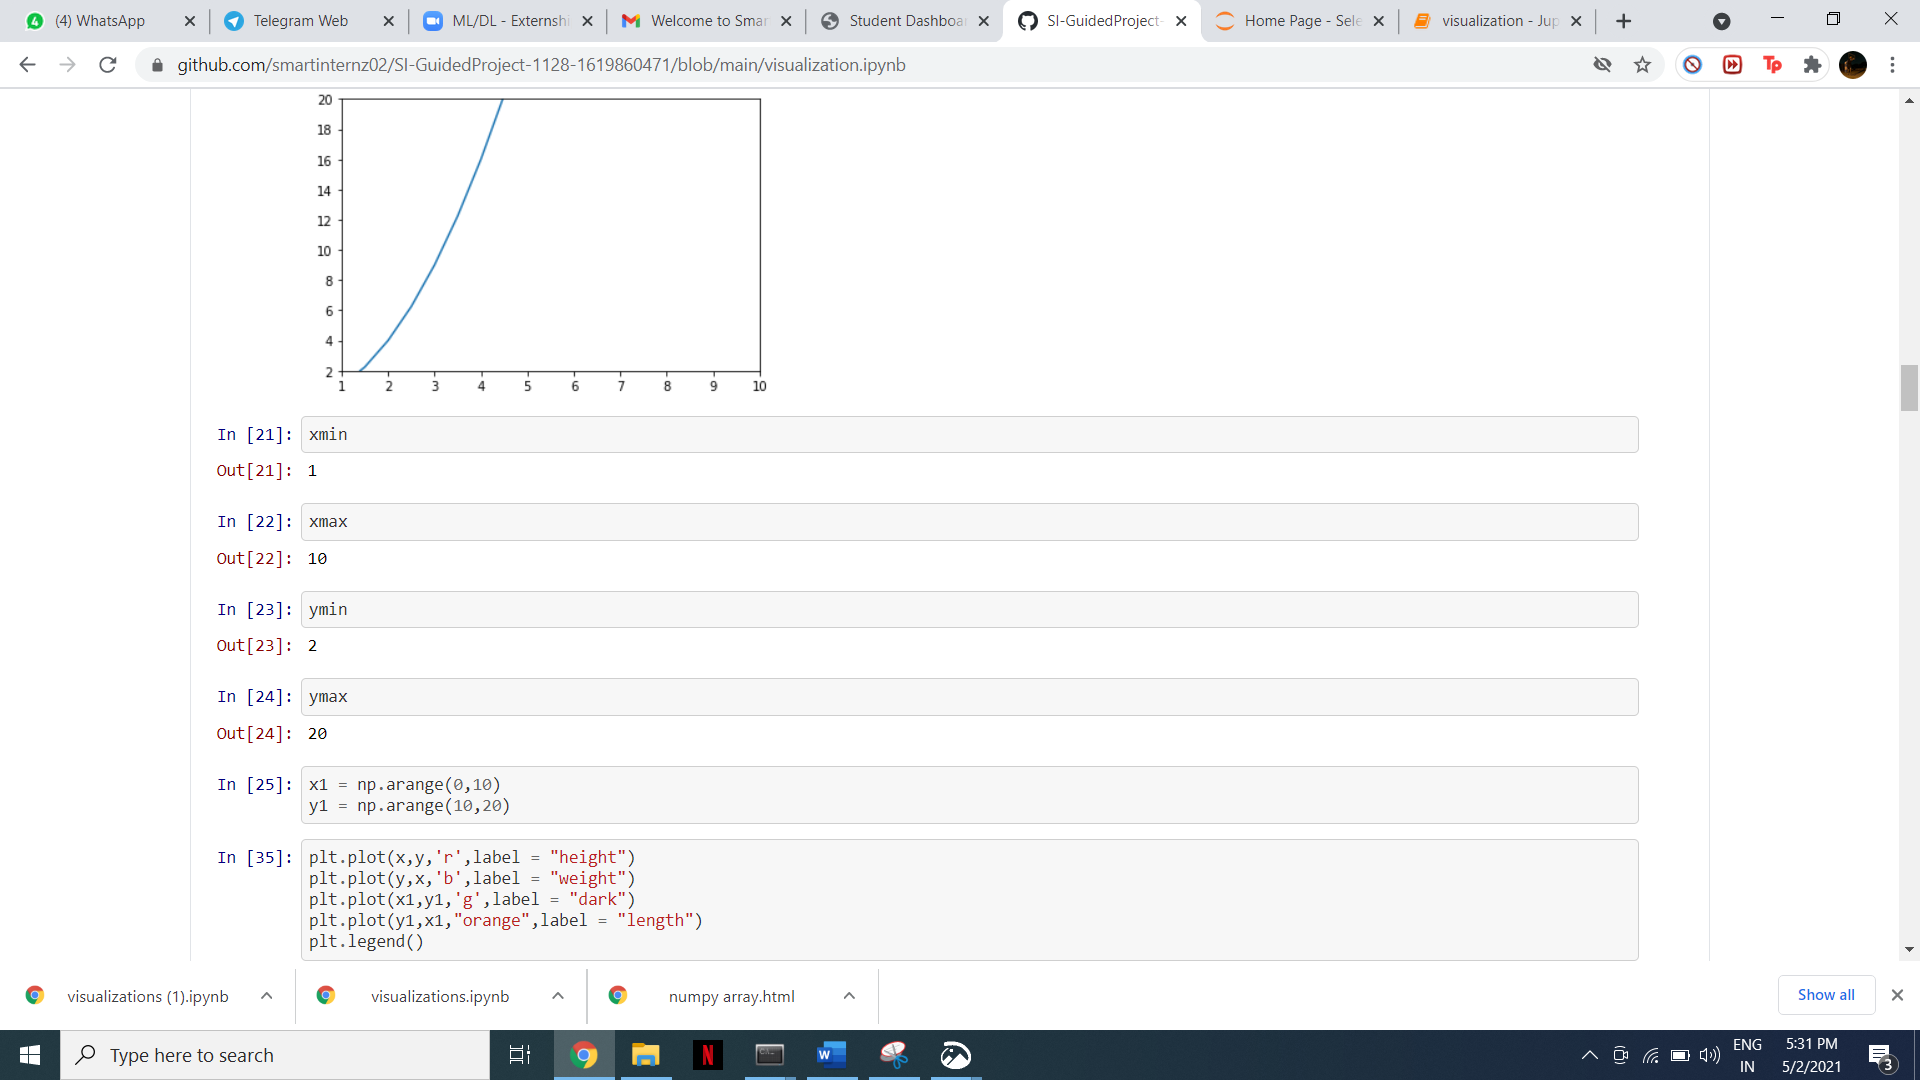 (4) WhatsApp
Telegram Web
ML/DL - Externshi
Welcome to Smar
Student Dashboar
SI-GuidedProject-
Home Page - Sele
visualization - Jup
github.com/smartinternz02/SI-GuidedProject-1128-1619860471/blob/main/visualization.ipynb
Tp
20
18
16
14
12
10
8
6
4
2
1 2 3 4 5 6 7 8 9 10
In [21]: xmin
Out[21]: 1
In [22]: xmax
Out[22]: 10
In [23]: ymin
Out[23]: 2
In [24]: ymax
Out[24]: 20
In [25]: x1 = np.arange(0,10)
y1 = np.arange(10,20)
In [35]: plt.plot(x,y,'r',label = "height")
plt.plot(y,x,'b',label = "weight")
plt.plot(x1,y1,'g',label = "dark")
plt.plot(y1,x1,"orange",label = "length")
plt.legend()
visualizations (1).ipynb
visualizations.ipynb
numpy array.html
Show all
Type here to search
N
W
ENG
IN
5:31 PM
5/2/2021
3